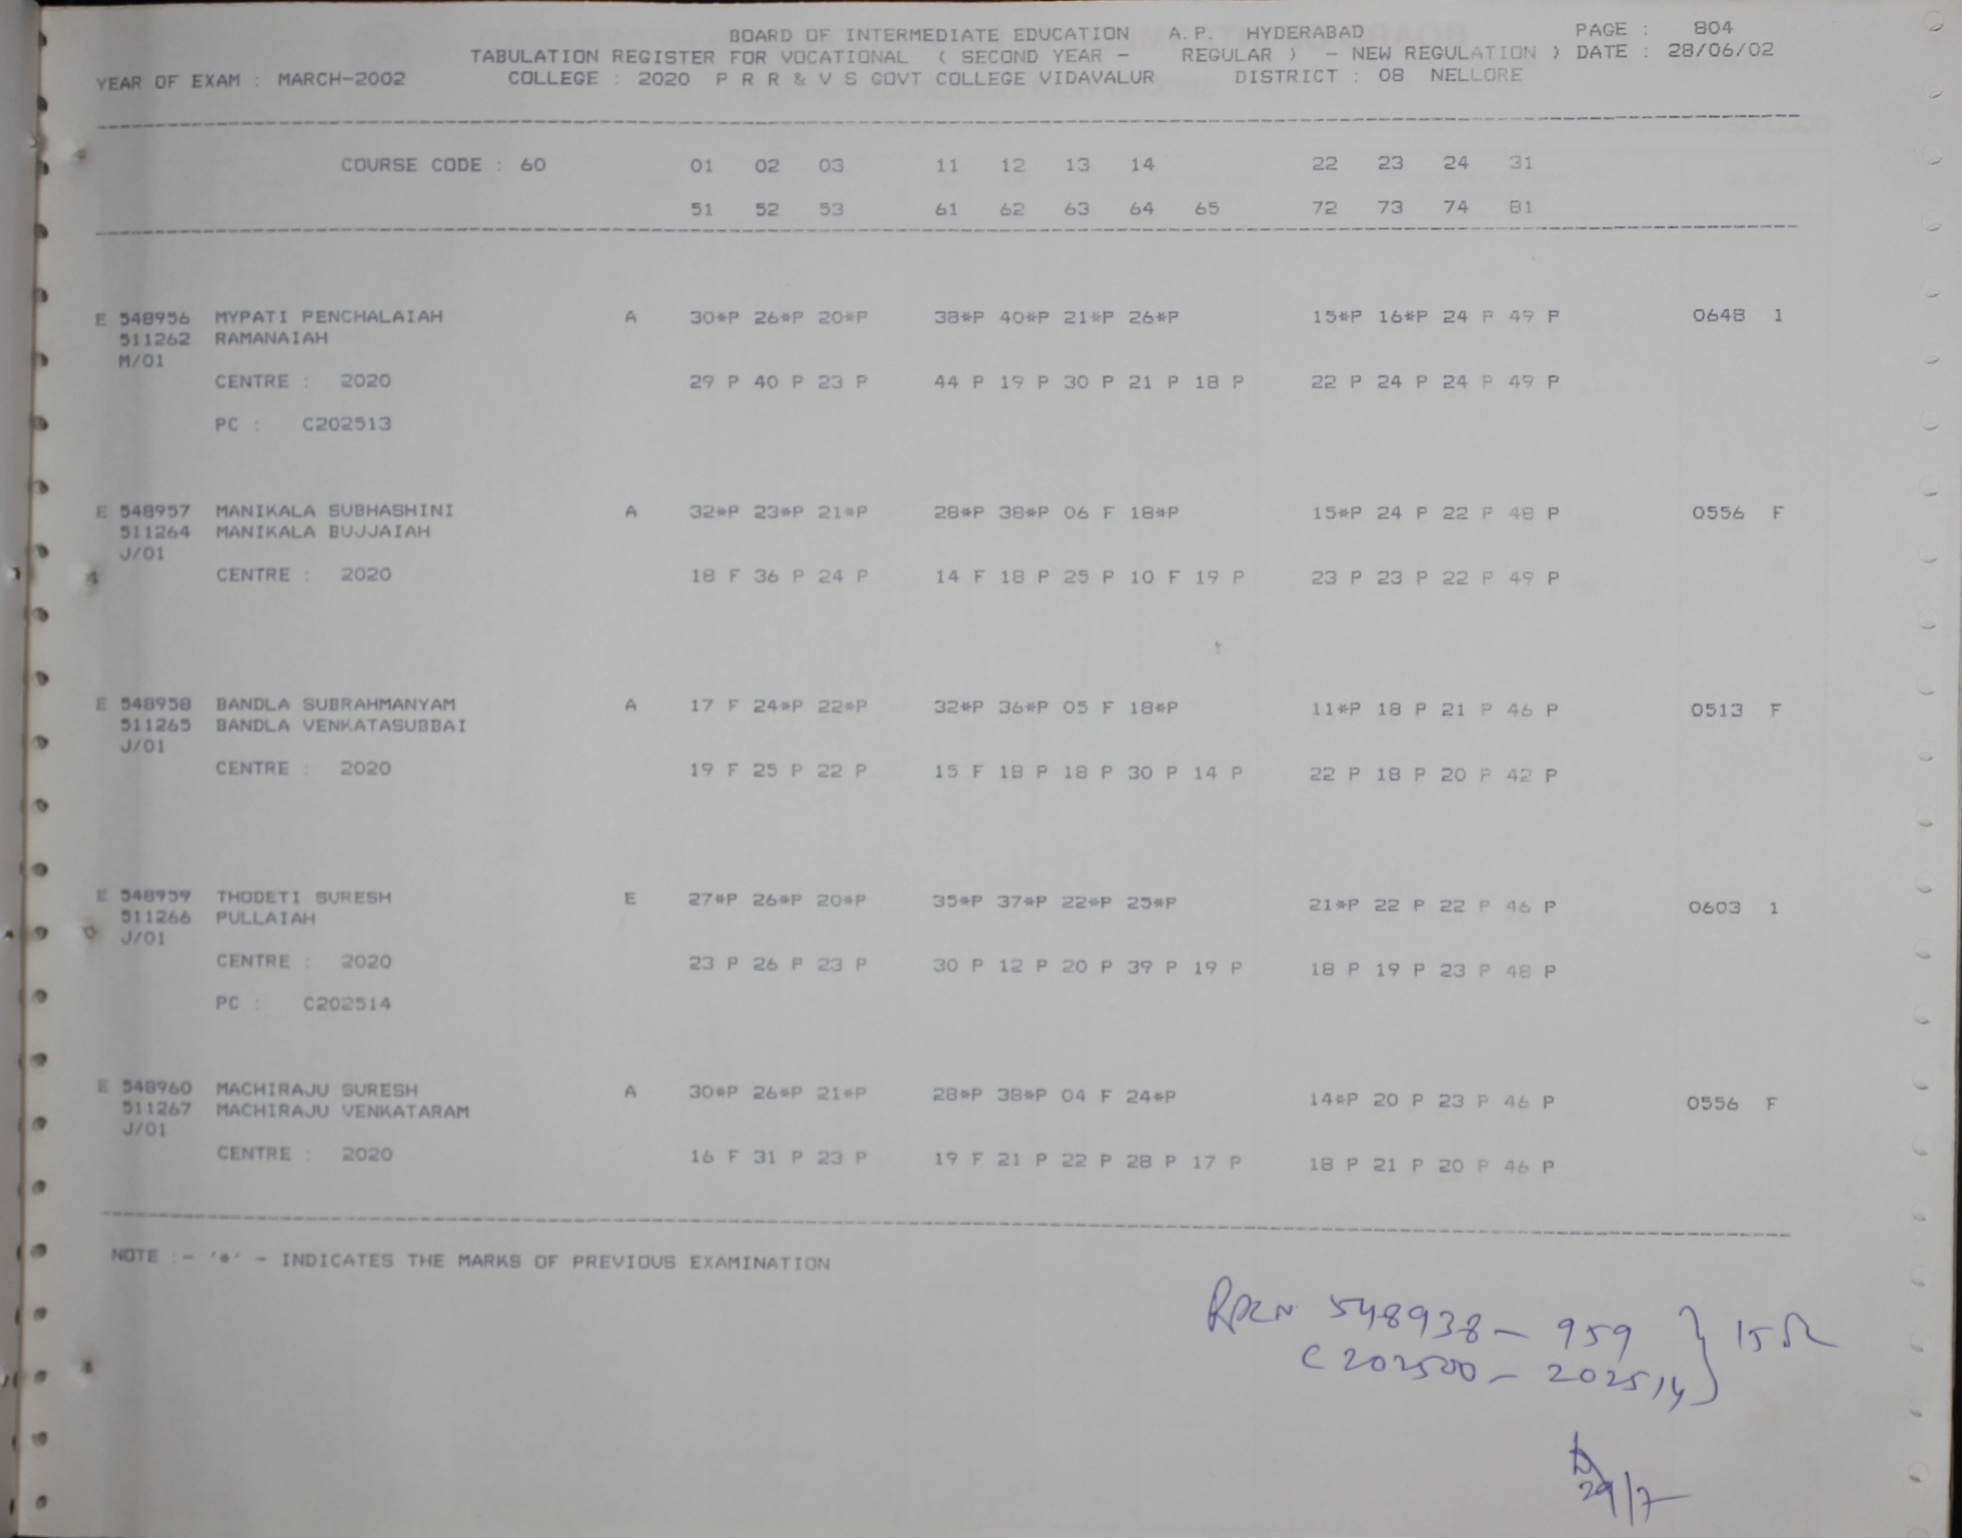 BOARD OF INTERMEDIATE EDUCATION A.P. HYDERABAD PAGE : 804
TABULATION REGISTER FOR VOCATIONAL ( SECOND YEAR - REGULAR ) - NEW REGULATION ) DATE : 28/06/02
YEAR OF EXAM : MARCH-2002 COLLEGE : 2020 P R R & V S GOVT COLLEGE VIDAVALUR DISTRICT : 08 NELLORE
COURSE CODE : 60 01 02 03 11 12 13 14 22 23 24 31
51 52 53 61 62 63 64 65 72 73 74 81
E 548956 MYPATI PENCHALAIAH A 30*P 26*P 20*P 38*P 40*P 21*P 26*P 15*P 16*P 24 P 49 P 0648 1
511262 RAMANAIAH
M/01
CENTRE : 2020 29 P 40 P 23 P 44 P 19 P 30 P 21 P 18 P 22 P 24 P 24 P 49 P
PC : C202513
E 548957 MANIKALA SUBHASHINI A 32*P 23*P 21*P 28*P 38*P 06 F 18*P 15*P 24 P 22 P 48 P 0556 F
511264 MANIKALA BUJJAIAH
J/01
CENTRE : 2020 18 F 36 P 24 P 14 F 18 P 25 P 10 F 19 P 23 P 23 P 22 P 49 P
E 548958 BANDLA SUBRAHMANYAM A 17 F 24*P 22*P 32*P 36*P 05 F 18*P 11*P 18 P 21 P 46 P 0513 F
511265 BANDLA VENKATASUBBAI
J/01
CENTRE : 2020 19 F 25 P 22 P 15 F 18 P 18 P 30 P 14 P 22 P 18 P 20 P 42 P
E 548959 THODETI SURESH E 27*P 26*P 20*P 35*P 37*P 22*P 25*P 21*P 22 P 22 P 46 P 0603 1
511266 PULLAIAH
J/01
CENTRE : 2020 23 P 26 P 23 P 30 P 12 P 20 P 39 P 19 P 18 P 19 P 23 P 48 P
PC : C202514
E 548960 MACHIRAJU SURESH A 30*P 26*P 21*P 28*P 38*P 04 F 24*P 14*P 20 P 23 P 46 P 0556 F
511267 MACHIRAJU VENKATARAM
J/01
CENTRE : 2020 16 F 31 P 23 P 19 F 21 P 22 P 28 P 17 P 18 P 21 P 20 P 46 P
NOTE :- '*' - INDICATES THE MARKS OF PREVIOUS EXAMINATION
548938 - 959 } 15
C 202500 - 202514
29/7